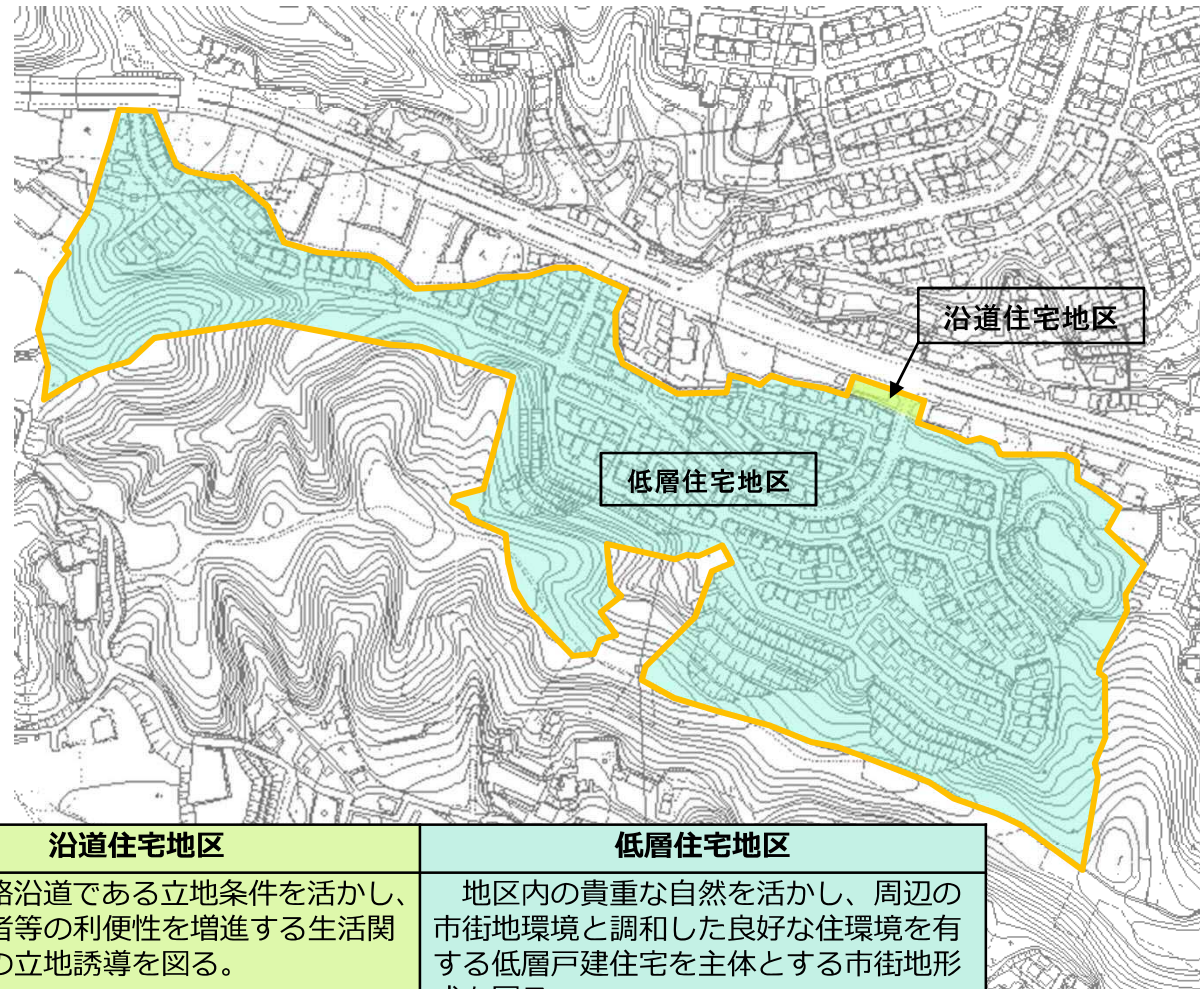 沿道住宅地区
低層住宅地区
沿道住宅地区
沿道である立地条件を活かし、
者等の利便性を増進する生活関
の立地誘導を図る。
低層住宅地区
地区内の貴重な自然を活かし、周辺の
市街地環境と調和した良好な住環境を有
する低層戸建住宅を主体とする市街地形